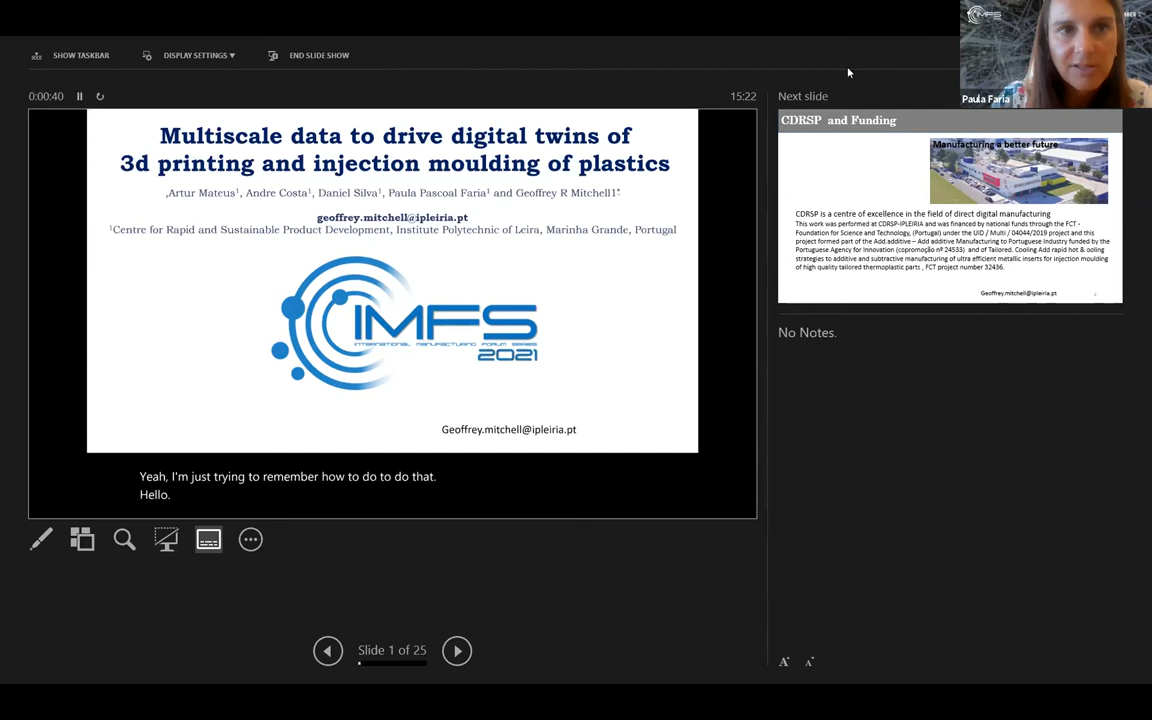 SHOW TASKBAR
DISPLAY SETTINGS ▼
END SLIDE SHOW
IMFS
Paula Faria
0:00:40
15:22
Next slide
Multiscale data to drive digital twins of
3d printing and injection moulding of plastics
,Artur Mateus¹, Andre Costa¹, Daniel Silva¹, Paula Pascoal Faria¹ and Geoffrey R Mitchell1*
geoffrey.mitchell@ipleiria.pt
¹Centre for Rapid and Sustainable Product Development, Institute Polytechnic of Leira, Marinha Grande, Portugal
IMFS
INTERNATIONAL MANUFACTURING FORUM SERIES
2021
Geoffrey.mitchell@ipleiria.pt
Yeah, I'm just trying to remember how to do to do that.
Hello.
CDRSP and Funding
Manufacturing a better future
CDRSP is a centre of excellence in the field of direct digital manufacturing
This work was performed at CDRSP-IPLEIRIA and was financed by national funds through the FCT -
Foundation for Science and Technology, (Portugal) under the UID / Multi / 04044/2019 project and this
project formed part of the Add.additive – Add additive Manufacturing to Portuguese Industry funded by the
Portuguese Agency for Innovation (copromoção nº 24533) and of Tailored. Cooling Add rapid hot & ooling
strategies to additive and subtractive manufacturing of ultra efficient metallic inserts for injection moulding
of high quality tailored thermoplastic parts , FCT project number 32436.
Geoffrey.mitchell@ipleiria.pt
No Notes.
Slide 1 of 25
A A